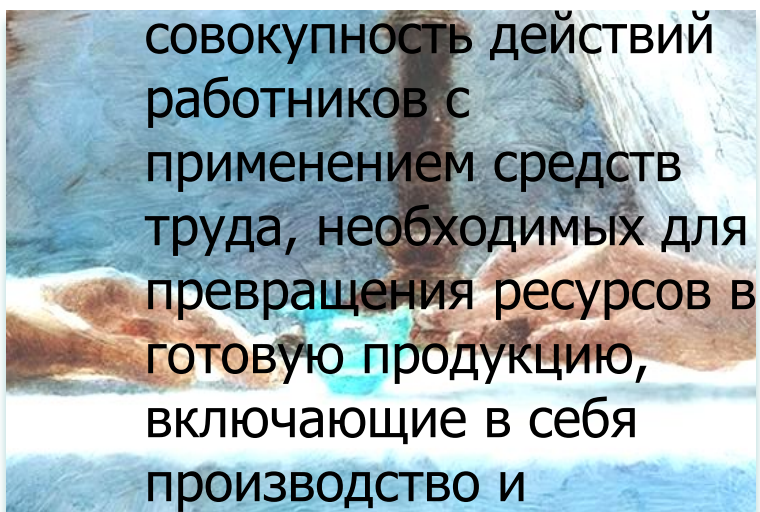 совокупность действий
работников с
применением средств
труда, необходимых для
превращения ресурсов в
готовую продукцию,
включающие в себя
производство и